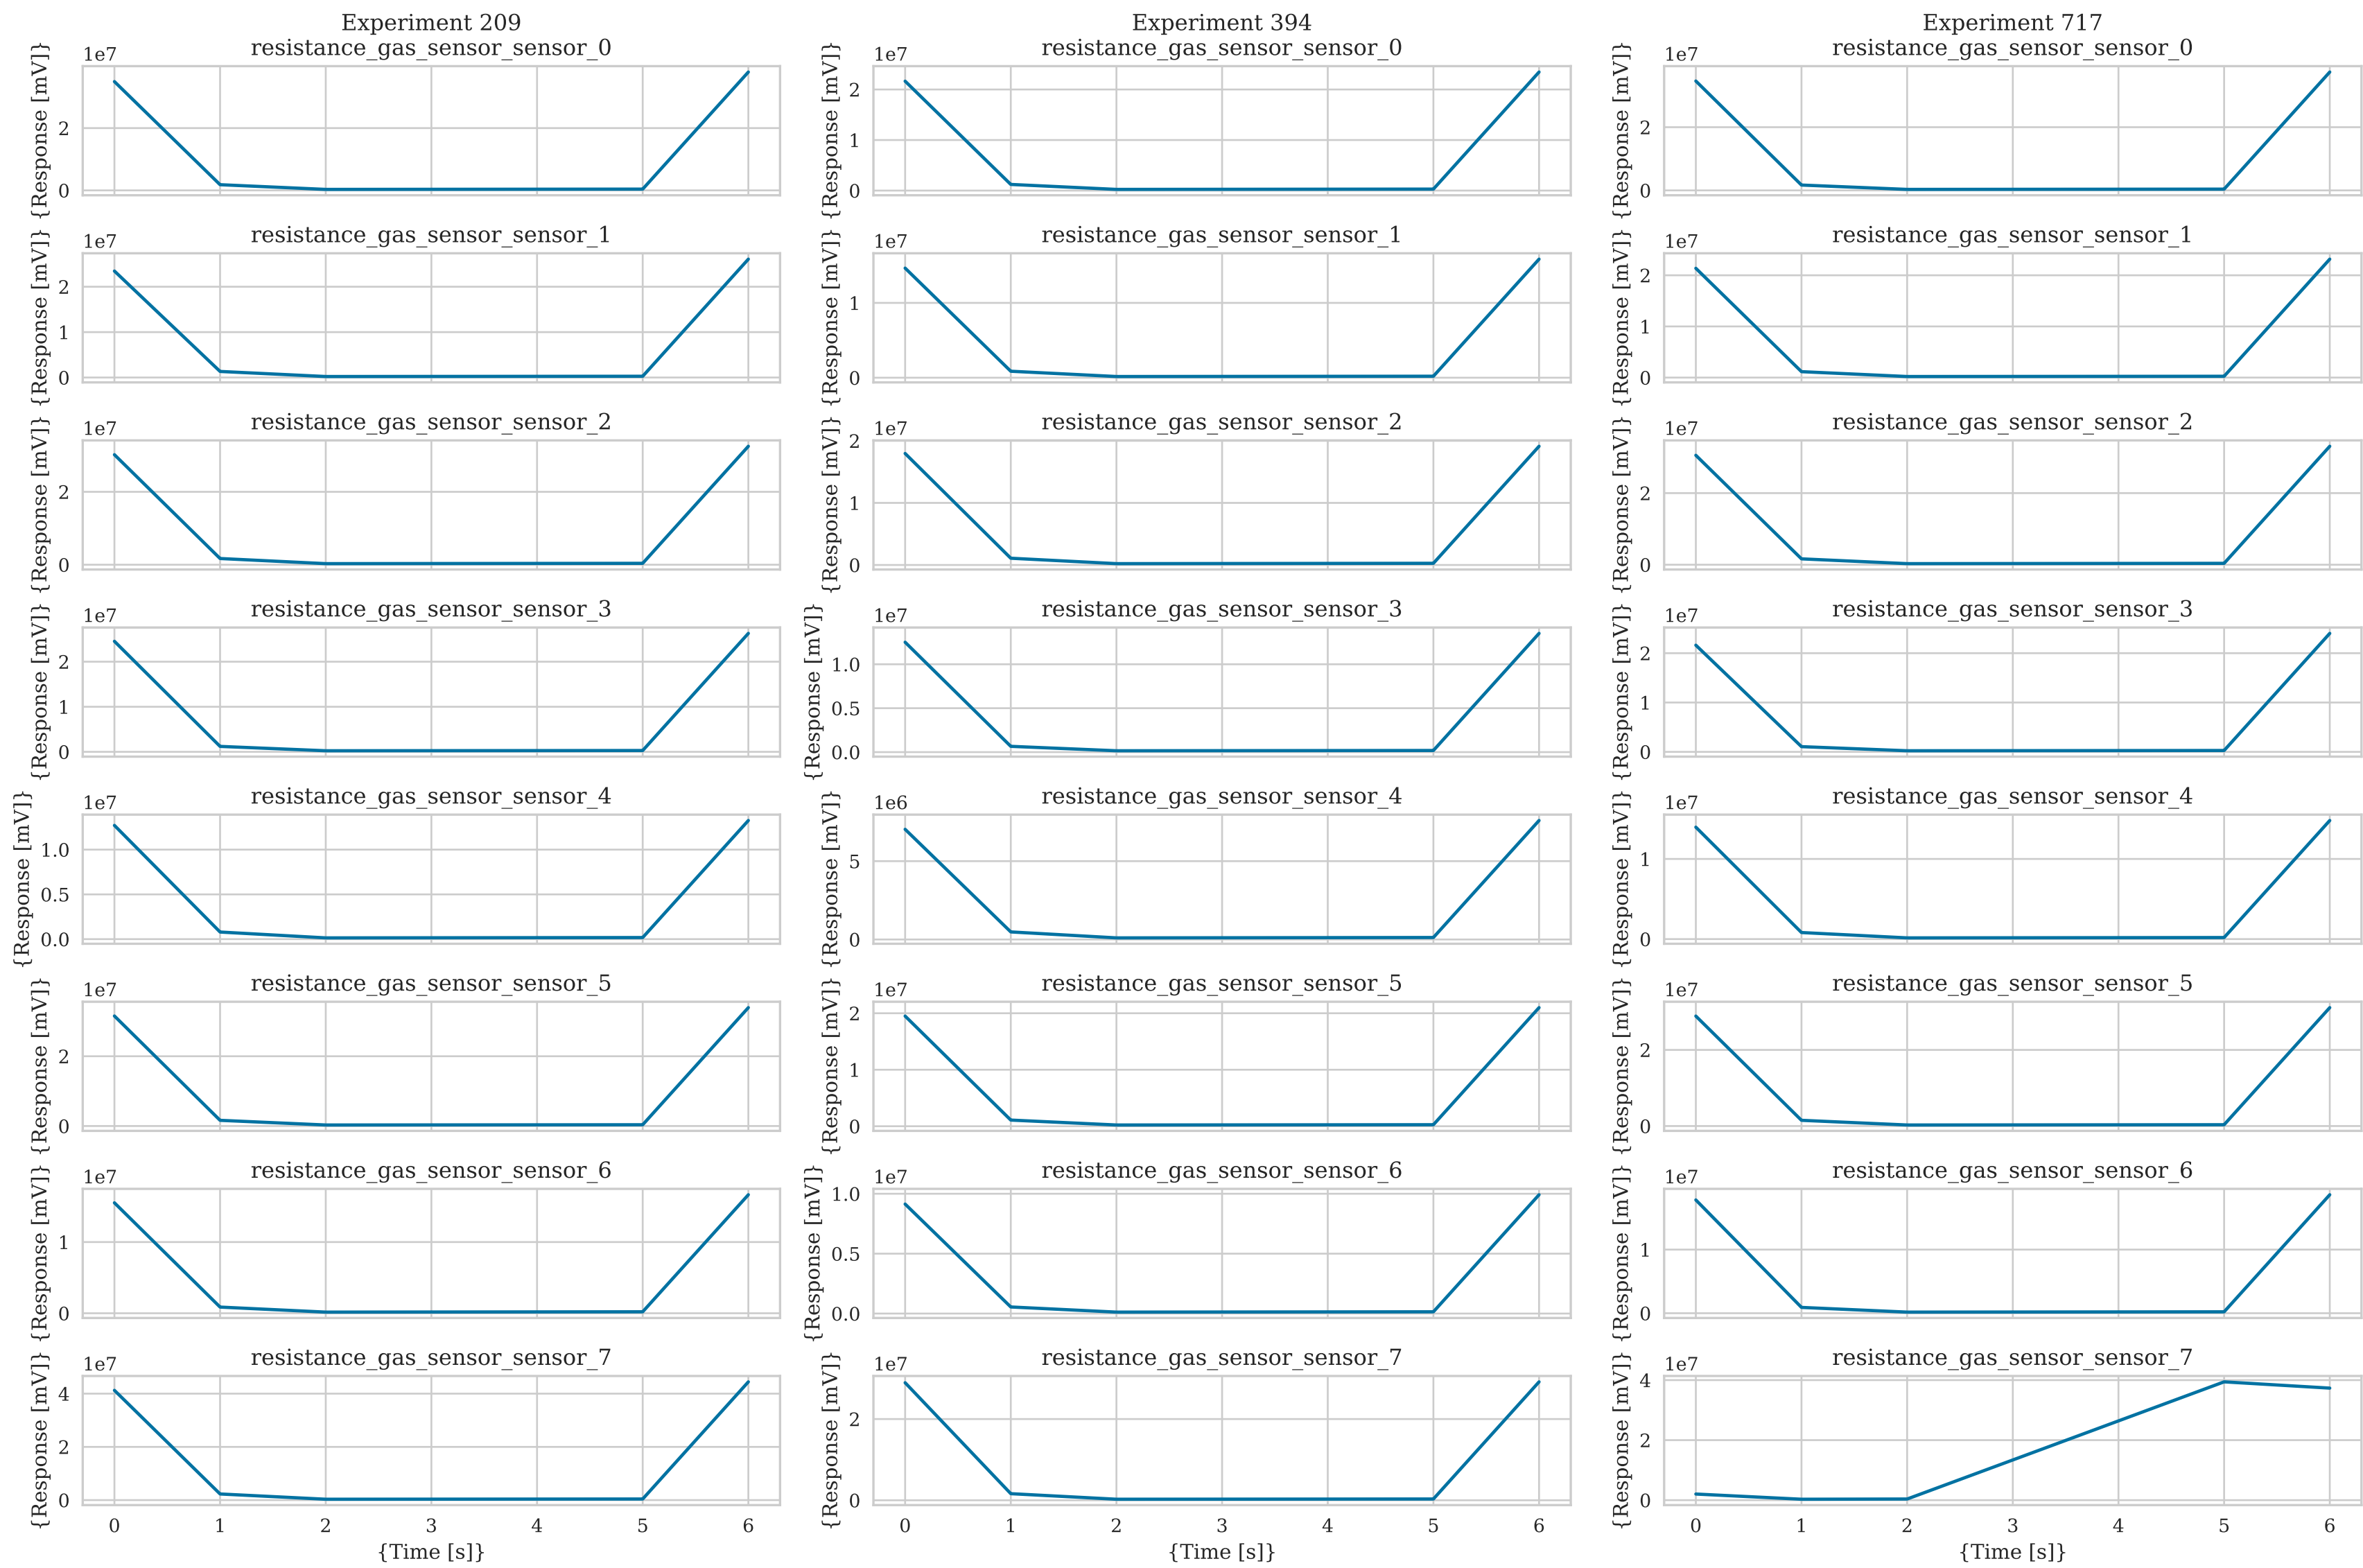 Experiment 209
resistance_gas_sensor_sensor_0
1e7
{Response [mV]}
2
0
Experiment 394
resistance_gas_sensor_sensor_0
1e7
{Response [mV]}
2
1
0
Experiment 717
resistance_gas_sensor_sensor_0
1e7
{Response [mV]}
2
0
resistance_gas_sensor_sensor_1
1e7
{Response [mV]}
2
1
0
resistance_gas_sensor_sensor_1
1e7
{Response [mV]}
1
0
resistance_gas_sensor_sensor_1
1e7
{Response [mV]}
2
1
0
resistance_gas_sensor_sensor_2
1e7
{Response [mV]}
2
0
resistance_gas_sensor_sensor_2
1e7
{Response [mV]}
2
1
0
resistance_gas_sensor_sensor_2
1e7
{Response [mV]}
2
0
resistance_gas_sensor_sensor_3
1e7
{Response [mV]}
2
1
0
resistance_gas_sensor_sensor_3
1e7
{Response [mV]}
1.0
0.5
0.0
resistance_gas_sensor_sensor_3
1e7
{Response [mV]}
2
1
0
resistance_gas_sensor_sensor_4
1e7
{Response [mV]}
1.0
0.5
0.0
resistance_gas_sensor_sensor_4
1e6
{Response [mV]}
5
0
resistance_gas_sensor_sensor_4
1e7
{Response [mV]}
1
0
resistance_gas_sensor_sensor_5
1e7
{Response [mV]}
2
0
resistance_gas_sensor_sensor_5
1e7
{Response [mV]}
2
1
0
resistance_gas_sensor_sensor_5
1e7
{Response [mV]}
2
0
resistance_gas_sensor_sensor_6
1e7
{Response [mV]}
1
0
resistance_gas_sensor_sensor_6
1e7
{Response [mV]}
1.0
0.5
0.0
resistance_gas_sensor_sensor_6
1e7
{Response [mV]}
1
0
resistance_gas_sensor_sensor_7
1e7
{Response [mV]}
4
2
0
0 1 2 3 4 5 6
{Time [s]}
resistance_gas_sensor_sensor_7
1e7
{Response [mV]}
2
0
0 1 2 3 4 5 6
{Time [s]}
resistance_gas_sensor_sensor_7
1e7
{Response [mV]}
4
2
0
0 1 2 3 4 5 6
{Time [s]}